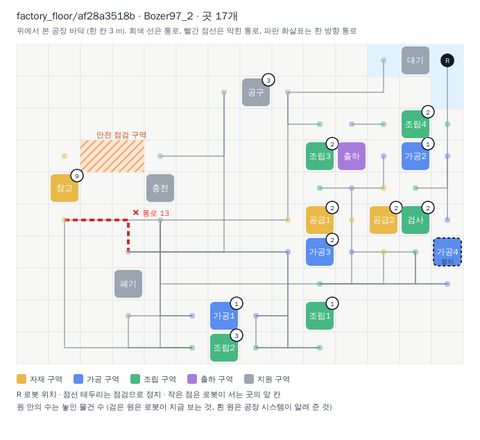 factory_floor/af28a3518b · Bozer97_2 · 곳 17개
위에서 본 공장 바닥 (한 칸 3 m). 회색 선은 통로, 빨간 점선은 막힌 통로, 파란 화살표는 한 방향 통로
대기
R
공구
3
조립4
2
안전 점검 구역
조립3
2
출하
가공2
1
창고
9
충전
✖ 통로 13
공급1
2
공급2
2
검사
2
가공3
2
가공4
정지
폐기
가공1
1
조립1
1
조립2
3
자재 구역
가공 구역
조립 구역
출하 구역
지원 구역
R 로봇 위치 · 점선 테두리는 점검으로 정지 · 작은 점은 로봇이 서는 곳의 앞 칸
원 안의 수는 놓인 물건 수 (검은 원은 로봇이 지금 보는 것, 흰 원은 공장 시스템이 알려 준 것)